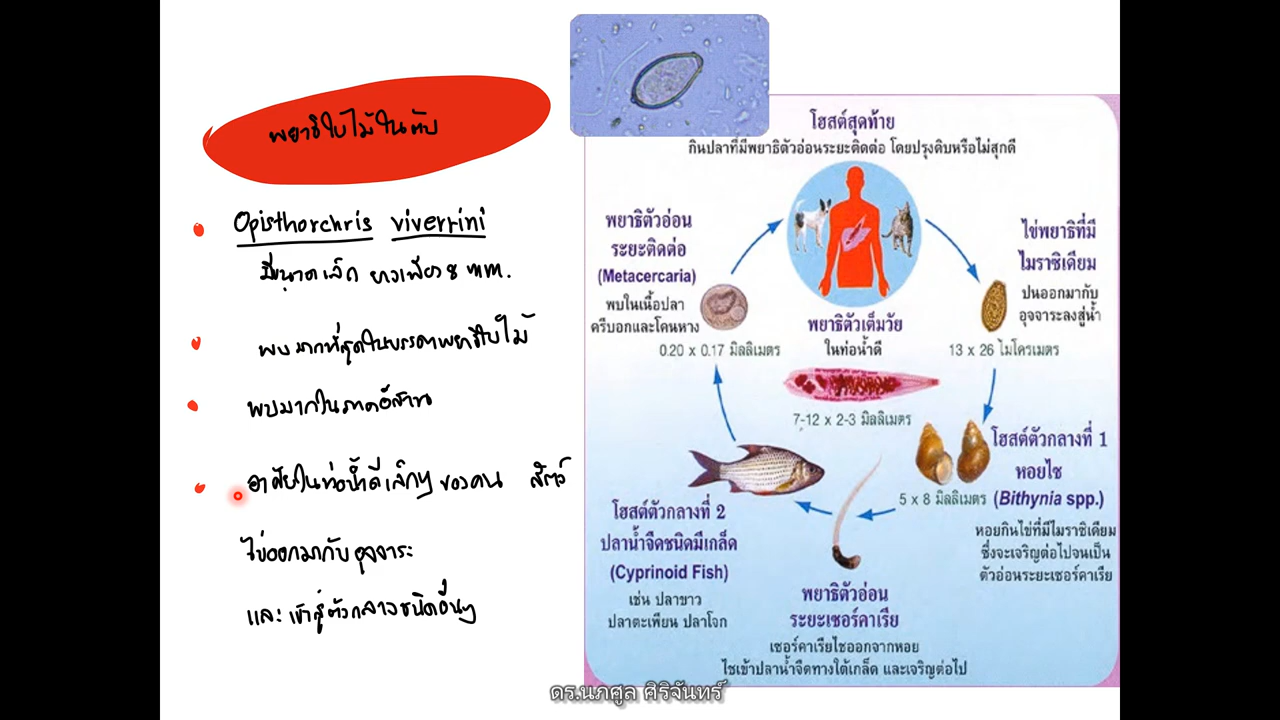 พยาธิใบไม้ในตับ
Opisthorchris viverrini
มีขนาดเล็ก ยาวเพียง 8 mm.
พบมากที่สุดในบรรดาพยาธิใบไม้
พบมากในภาคอีสาน
อาศัยในท่อน้ำดีเล็กๆ ของคน สัตว์
ไข่ออกมากับอุจจาระ
และเข้าสู่ตัวกลางชนิดอื่นๆ
โฮสต์สุดท้าย
กินปลาที่มีพยาธิตัวอ่อนระยะติดต่อ โดยปรุงดิบหรือไม่สุกดี
ไข่พยาธิที่มี
ไมราซิเดียม
ปนออกมากับ
อุจจาระลงสู่น้ำ
13 x 26 ไมโครเมตร
โฮสต์ตัวกลางที่ 1
หอยไซ
(Bithynia spp.)
5 x 8 มิลลิเมตร
หอยกินไข่ที่มีไมราซิเดียม
ซึ่งจะเจริญต่อไปจนเป็น
ตัวอ่อนระยะเซอร์คาเรีย
พยาธิตัวอ่อน
ระยะเซอร์คาเรีย
เซอร์คาเรียไชออกจากหอย
ไชเข้าปลาน้ำจืดทางใต้เกล็ด และเจริญต่อไป
โฮสต์ตัวกลางที่ 2
ปลาน้ำจืดชนิดมีเกล็ด
(Cyprinoid Fish)
เช่น ปลาขาว
ปลาตะเพียน ปลาโจก
พยาธิตัวอ่อน
ระยะติดต่อ
(Metacercaria)
พบในเนื้อปลา
ครีบอกและโคนหาง
0.20 x 0.17 มิลลิเมตร
พยาธิตัวเต็มวัย
ในท่อน้ำดี
7-12 x 2-3 มิลลิเมตร
ดร.นภศูล ศิริจันทร์